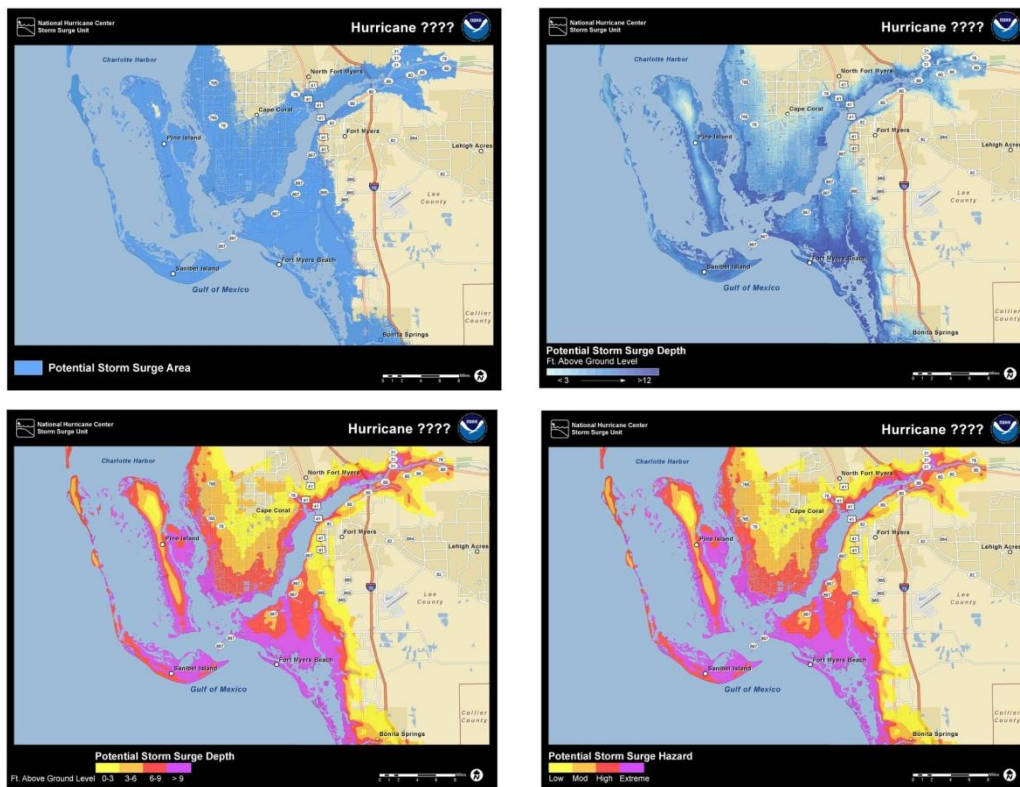 National Hurricane Center
Storm Surge Unit
Hurricane ????
Charlotte Harbor
North Fort Myers
Cape Coral
Fort Myers
Pine Island
Lehigh Acres
Lee
County
Sanibel Island
Fort Myers Beach
Gulf of Mexico
Collier
County
Bonita Springs
Potential Storm Surge Area
National Hurricane Center
Storm Surge Unit
Hurricane ????
Charlotte Harbor
North Fort Myers
Cape Coral
Fort Myers
Pine Island
Lehigh Acres
Lee
County
Sanibel Island
Fort Myers Beach
Gulf of Mexico
Collier
County
Bonita Springs
Potential Storm Surge Depth
Ft. Above Ground Level
< 3 >12
National Hurricane Center
Storm Surge Unit
Hurricane ????
Charlotte Harbor
North Fort Myers
Cape Coral
Fort Myers
Pine Island
Lehigh Acres
Lee
County
Sanibel Island
Fort Myers Beach
Gulf of Mexico
Collier
County
Bonita Springs
Potential Storm Surge Depth
Ft. Above Ground Level 0-3 3-6 6-9 > 9
National Hurricane Center
Storm Surge Unit
Hurricane ????
Charlotte Harbor
North Fort Myers
Cape Coral
Fort Myers
Pine Island
Lehigh Acres
Lee
County
Sanibel Island
Fort Myers Beach
Gulf of Mexico
Collier
County
Bonita Springs
Potential Storm Surge Hazard
Low Mod High Extreme